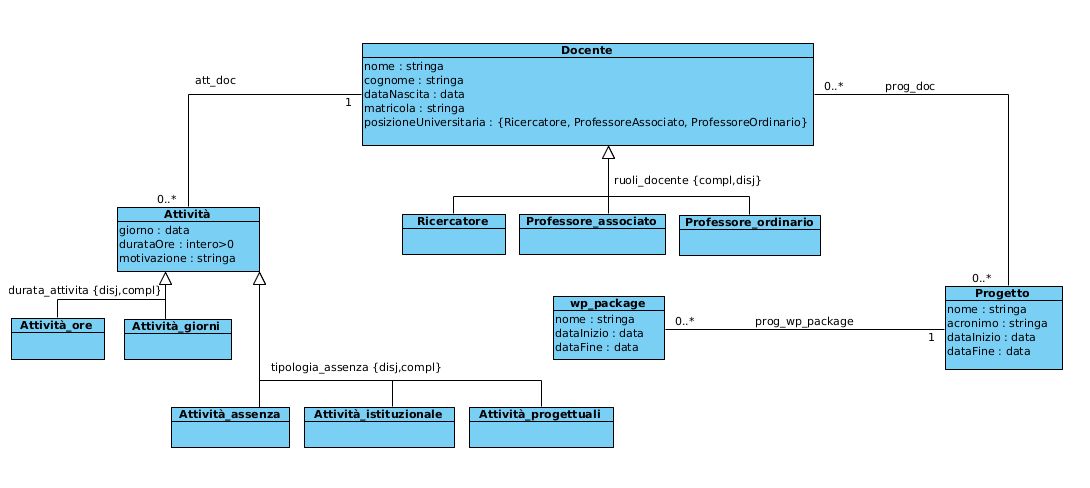 Docente
nome : stringa
cognome : stringa
dataNascita : data
matricola : stringa
posizioneUniversitaria : {Ricercatore, ProfessoreAssociato, ProfessoreOrdinario}
att_doc
1
0..*
prog_doc
0..*
ruoli_docente {compl,disj}
Ricercatore
Professore_associato
Professore_ordinario
0..*
Attività
giorno : data
durataOre : intero>0
motivazione : stringa
durata_attivita {disj,compl}
Attività_ore
Attività_giorni
tipologia_assenza {disj,compl}
Attività_assenza
Attività_istituzionale
Attività_progettuali
wp_package
nome : stringa
dataInizio : data
dataFine : data
0..*
prog_wp_package
1
Progetto
nome : stringa
acronimo : stringa
dataInizio : data
dataFine : data